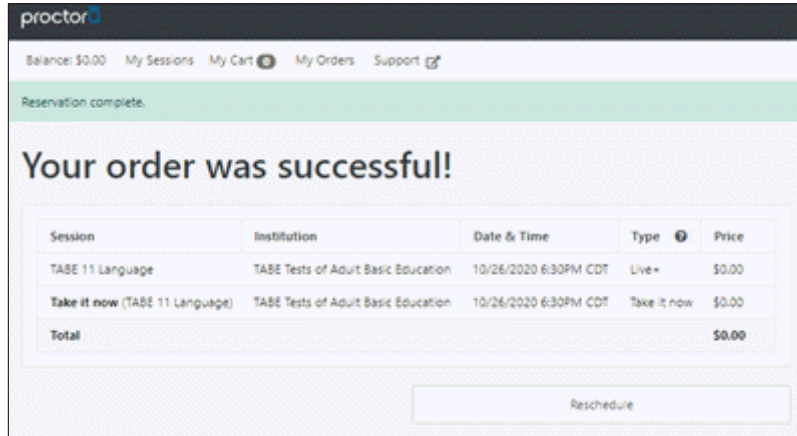 proctoru
Balance: $0.00 My Sessions My Cart 0 My Orders Support
Reservation complete.
Your order was successful!
Session Institution Date & Time Type Price
TABE 11 Language TABE Tests of Adult Basic Education 10/26/2020 6:30PM CDT Live+ $0.00
Take it now (TABE 11 Language) TABE Tests of Adult Basic Education 10/26/2020 6:30PM CDT Take it now $0.00
Total $0.00
Reschedule